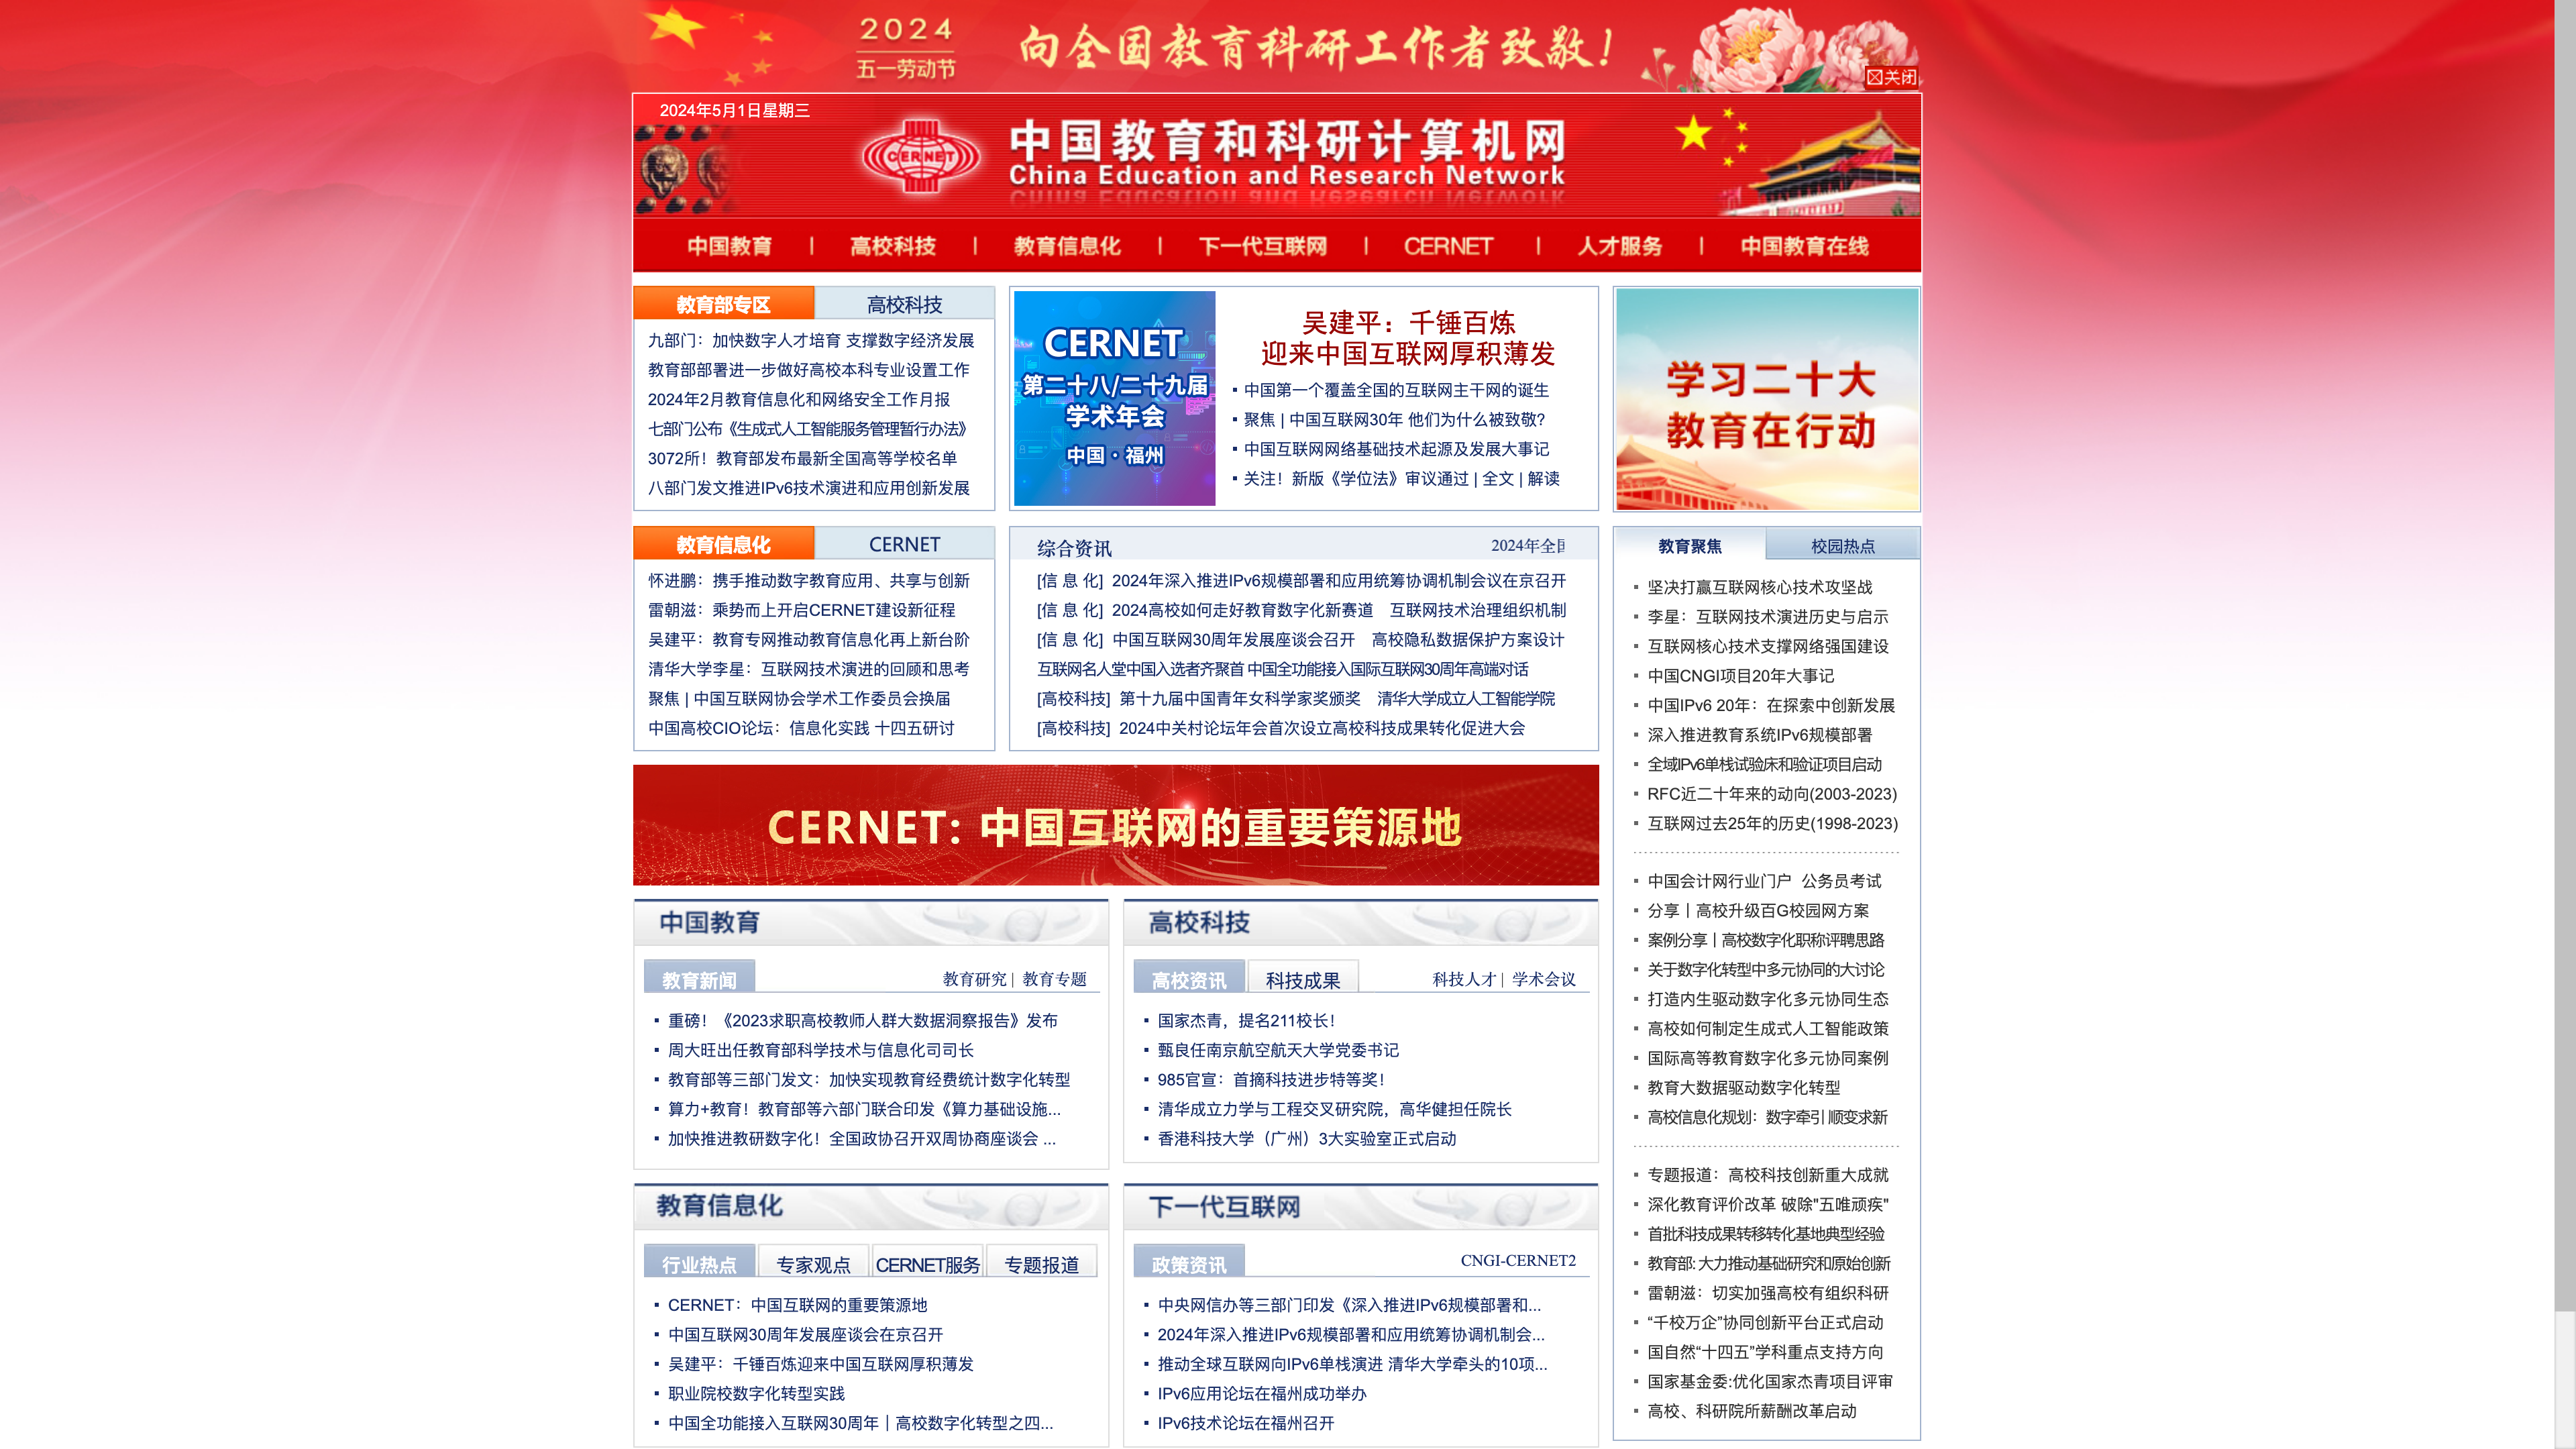 2024
五一劳动节
向全国教育科研工作者致敬！
关闭
2024年5月1日星期三
CERNET
中国教育和科研计算机网
China Education and Research Network
中国教育 | 高校科技 | 教育信息化 | 下一代互联网 | CERNET | 人才服务 | 中国教育在线
教育部专区 高校科技
九部门：加快数字人才培育 支撑数字经济发展
教育部部署进一步做好高校本科专业设置工作
2024年2月教育信息化和网络安全工作月报
七部门公布《生成式人工智能服务管理暂行办法》
3072所！教育部发布最新全国高等学校名单
八部门发文推进IPv6技术演进和应用创新发展
CERNET
第二十八/二十九届
学术年会
中国·福州
吴建平：千锤百炼
迎来中国互联网厚积薄发
中国第一个覆盖全国的互联网主干网的诞生
聚焦 | 中国互联网30年 他们为什么被致敬?
中国互联网网络基础技术起源及发展大事记
关注！新版《学位法》审议通过 | 全文 | 解读
学习二十大
教育在行动
教育信息化 CERNET
怀进鹏：携手推动数字教育应用、共享与创新
雷朝滋：乘势而上开启CERNET建设新征程
吴建平：教育专网推动教育信息化再上新台阶
清华大学李星：互联网技术演进的回顾和思考
聚焦 | 中国互联网协会学术工作委员会换届
中国高校CIO论坛：信息化实践 十四五研讨
综合资讯 2024年全国
[信 息 化] 2024年深入推进IPv6规模部署和应用统筹协调机制会议在京召开
[信 息 化] 2024高校如何走好教育数字化新赛道 互联网技术治理组织机制
[信 息 化] 中国互联网30周年发展座谈会召开 高校隐私数据保护方案设计
互联网名人堂中国入选者齐聚首 中国全功能接入国际互联网30周年高端对话
[高校科技] 第十九届中国青年女科学家奖颁奖 清华大学成立人工智能学院
[高校科技] 2024中关村论坛年会首次设立高校科技成果转化促进大会
CERNET: 中国互联网的重要策源地
教育聚焦 校园热点
坚决打赢互联网核心技术攻坚战
李星：互联网技术演进历史与启示
互联网核心技术支撑网络强国建设
中国CNGI项目20年大事记
中国IPv6 20年：在探索中创新发展
深入推进教育系统IPv6规模部署
全域IPv6单栈试验床和验证项目启动
RFC近二十年来的动向(2003-2023)
互联网过去25年的历史(1998-2023)
中国会计网行业门户 公务员考试
分享丨高校升级百G校园网方案
案例分享丨高校数字化职称评聘思路
关于数字化转型中多元协同的大讨论
打造内生驱动数字化多元协同生态
高校如何制定生成式人工智能政策
国际高等教育数字化多元协同案例
教育大数据驱动数字化转型
高校信息化规划：数字牵引 顺变求新
专题报道：高校科技创新重大成就
深化教育评价改革 破除"五唯顽疾"
首批科技成果转移转化基地典型经验
教育部: 大力推动基础研究和原始创新
雷朝滋：切实加强高校有组织科研
“千校万企”协同创新平台正式启动
国自然“十四五”学科重点支持方向
国家基金委:优化国家杰青项目评审
高校、科研院所薪酬改革启动
中国教育
教育新闻 教育研究 | 教育专题
重磅！《2023求职高校教师人群大数据洞察报告》发布
周大旺出任教育部科学技术与信息化司司长
教育部等三部门发文：加快实现教育经费统计数字化转型
算力+教育！教育部等六部门联合印发《算力基础设施...
加快推进教研数字化！全国政协召开双周协商座谈会 ...
高校科技
高校资讯 科技成果 科技人才 | 学术会议
国家杰青，提名211校长！
甄良任南京航空航天大学党委书记
985官宣：首摘科技进步特等奖！
清华成立力学与工程交叉研究院，高华健担任院长
香港科技大学（广州）3大实验室正式启动
教育信息化
行业热点 专家观点 CERNET服务 专题报道
CERNET：中国互联网的重要策源地
中国互联网30周年发展座谈会在京召开
吴建平：千锤百炼迎来中国互联网厚积薄发
职业院校数字化转型实践
中国全功能接入互联网30周年｜高校数字化转型之四...
下一代互联网
政策资讯 CNGI-CERNET2
中央网信办等三部门印发《深入推进IPv6规模部署和...
2024年深入推进IPv6规模部署和应用统筹协调机制会...
推动全球互联网向IPv6单栈演进 清华大学牵头的10项...
IPv6应用论坛在福州成功举办
IPv6技术论坛在福州召开